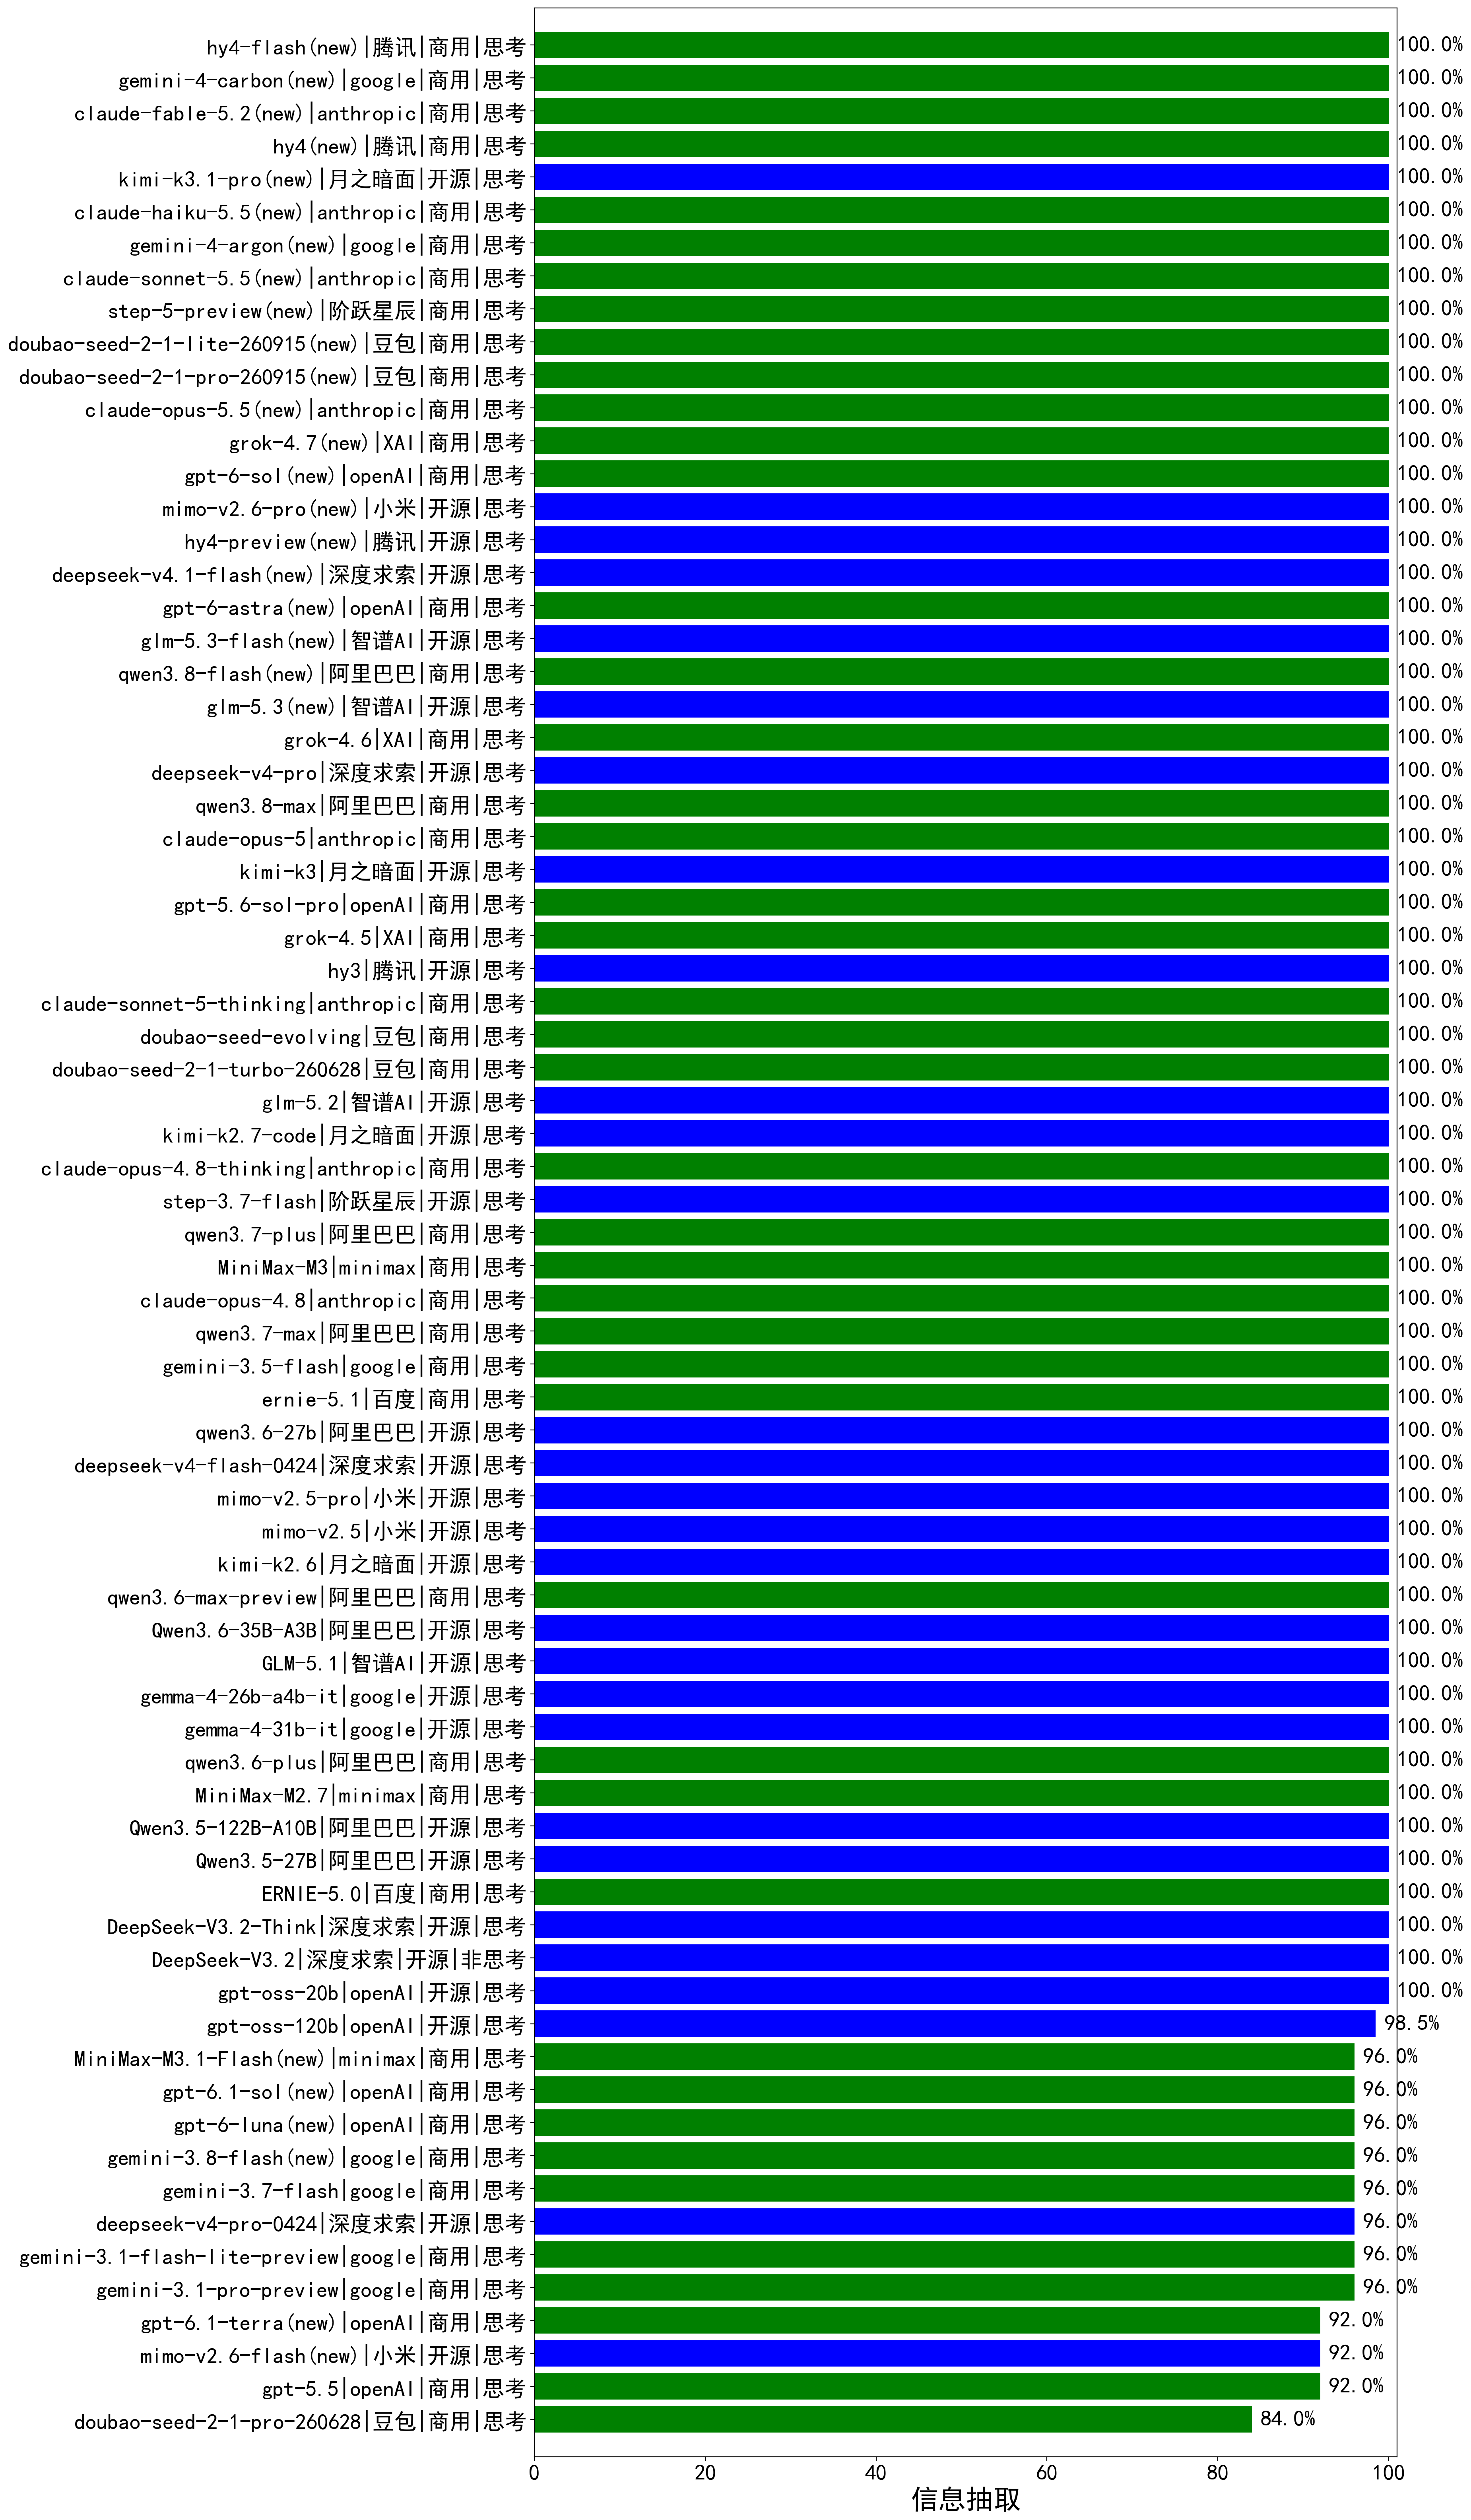 hy4-flash(new)|腾讯|商用|思考 100.0%
gemini-4-carbon(new)|google|商用|思考 100.0%
claude-fable-5.2(new)|anthropic|商用|思考 100.0%
hy4(new)|腾讯|商用|思考 100.0%
kimi-k3.1-pro(new)|月之暗面|开源|思考 100.0%
claude-haiku-5.5(new)|anthropic|商用|思考 100.0%
gemini-4-argon(new)|google|商用|思考 100.0%
claude-sonnet-5.5(new)|anthropic|商用|思考 100.0%
step-5-preview(new)|阶跃星辰|商用|思考 100.0%
doubao-seed-2-1-lite-260915(new)|豆包|商用|思考 100.0%
doubao-seed-2-1-pro-260915(new)|豆包|商用|思考 100.0%
claude-opus-5.5(new)|anthropic|商用|思考 100.0%
grok-4.7(new)|XAI|商用|思考 100.0%
gpt-6-sol(new)|openAI|商用|思考 100.0%
mimo-v2.6-pro(new)|小米|开源|思考 100.0%
hy4-preview(new)|腾讯|开源|思考 100.0%
deepseek-v4.1-flash(new)|深度求索|开源|思考 100.0%
gpt-6-astra(new)|openAI|商用|思考 100.0%
glm-5.3-flash(new)|智谱AI|开源|思考 100.0%
qwen3.8-flash(new)|阿里巴巴|商用|思考 100.0%
glm-5.3(new)|智谱AI|开源|思考 100.0%
grok-4.6|XAI|商用|思考 100.0%
deepseek-v4-pro|深度求索|开源|思考 100.0%
qwen3.8-max|阿里巴巴|商用|思考 100.0%
claude-opus-5|anthropic|商用|思考 100.0%
kimi-k3|月之暗面|开源|思考 100.0%
gpt-5.6-sol-pro|openAI|商用|思考 100.0%
grok-4.5|XAI|商用|思考 100.0%
hy3|腾讯|开源|思考 100.0%
claude-sonnet-5-thinking|anthropic|商用|思考 100.0%
doubao-seed-evolving|豆包|商用|思考 100.0%
doubao-seed-2-1-turbo-260628|豆包|商用|思考 100.0%
glm-5.2|智谱AI|开源|思考 100.0%
kimi-k2.7-code|月之暗面|开源|思考 100.0%
claude-opus-4.8-thinking|anthropic|商用|思考 100.0%
step-3.7-flash|阶跃星辰|开源|思考 100.0%
qwen3.7-plus|阿里巴巴|商用|思考 100.0%
MiniMax-M3|minimax|商用|思考 100.0%
claude-opus-4.8|anthropic|商用|思考 100.0%
qwen3.7-max|阿里巴巴|商用|思考 100.0%
gemini-3.5-flash|google|商用|思考 100.0%
ernie-5.1|百度|商用|思考 100.0%
qwen3.6-27b|阿里巴巴|开源|思考 100.0%
deepseek-v4-flash-0424|深度求索|开源|思考 100.0%
mimo-v2.5-pro|小米|开源|思考 100.0%
mimo-v2.5|小米|开源|思考 100.0%
kimi-k2.6|月之暗面|开源|思考 100.0%
qwen3.6-max-preview|阿里巴巴|商用|思考 100.0%
Qwen3.6-35B-A3B|阿里巴巴|开源|思考 100.0%
GLM-5.1|智谱AI|开源|思考 100.0%
gemma-4-26b-a4b-it|google|开源|思考 100.0%
gemma-4-31b-it|google|开源|思考 100.0%
qwen3.6-plus|阿里巴巴|商用|思考 100.0%
MiniMax-M2.7|minimax|商用|思考 100.0%
Qwen3.5-122B-A10B|阿里巴巴|开源|思考 100.0%
Qwen3.5-27B|阿里巴巴|开源|思考 100.0%
ERNIE-5.0|百度|商用|思考 100.0%
DeepSeek-V3.2-Think|深度求索|开源|思考 100.0%
DeepSeek-V3.2|深度求索|开源|非思考 100.0%
gpt-oss-20b|openAI|开源|思考 100.0%
gpt-oss-120b|openAI|开源|思考 98.5%
MiniMax-M3.1-Flash(new)|minimax|商用|思考 96.0%
gpt-6.1-sol(new)|openAI|商用|思考 96.0%
gpt-6-luna(new)|openAI|商用|思考 96.0%
gemini-3.8-flash(new)|google|商用|思考 96.0%
gemini-3.7-flash|google|商用|思考 96.0%
deepseek-v4-pro-0424|深度求索|开源|思考 96.0%
gemini-3.1-flash-lite-preview|google|商用|思考 96.0%
gemini-3.1-pro-preview|google|商用|思考 96.0%
gpt-6.1-terra(new)|openAI|商用|思考 92.0%
mimo-v2.6-flash(new)|小米|开源|思考 92.0%
gpt-5.5|openAI|商用|思考 92.0%
doubao-seed-2-1-pro-260628|豆包|商用|思考 84.0%
0 20 40 60 80 100
信息抽取